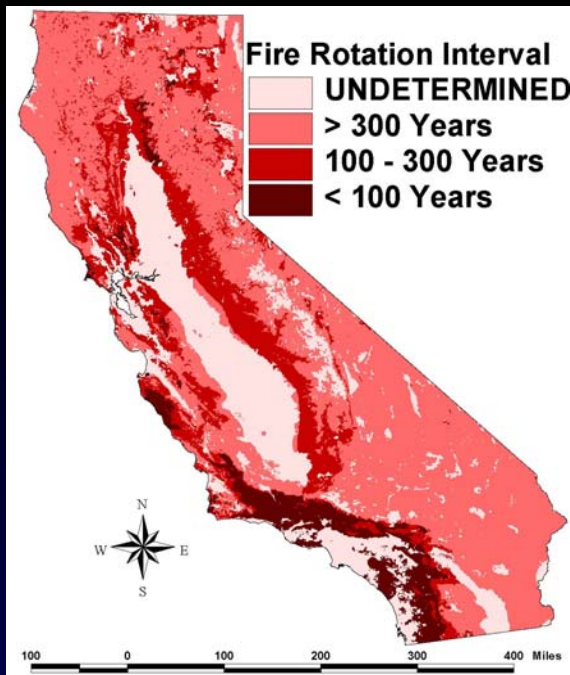 Fire Rotation Interval
UNDETERMINED
> 300 Years
100 - 300 Years
< 100 Years
N
W E
S
100 0 100 200 300 400 Miles